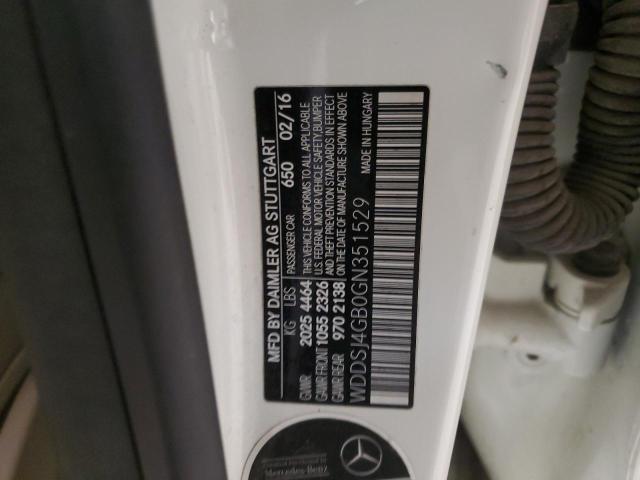 MFD BY DAIMLER AG STUTTGART
KG LBS PASSENGER CAR 650 02/16
GVWR 2025 4464 THIS VEHICLE CONFORMS TO ALL APPLICABLE
GAWR FRONT 1055 2326 U.S. FEDERAL MOTOR VEHICLE SAFETY, BUMPER
AND THEFT PREVENTION STANDARDS IN EFFECT
GAWR REAR 970 2138 ON THE DATE OF MANUFACTURE SHOWN ABOVE
WDDSJ4GB0GN351529 MADE IN HUNGARY
Mercedes-Benz